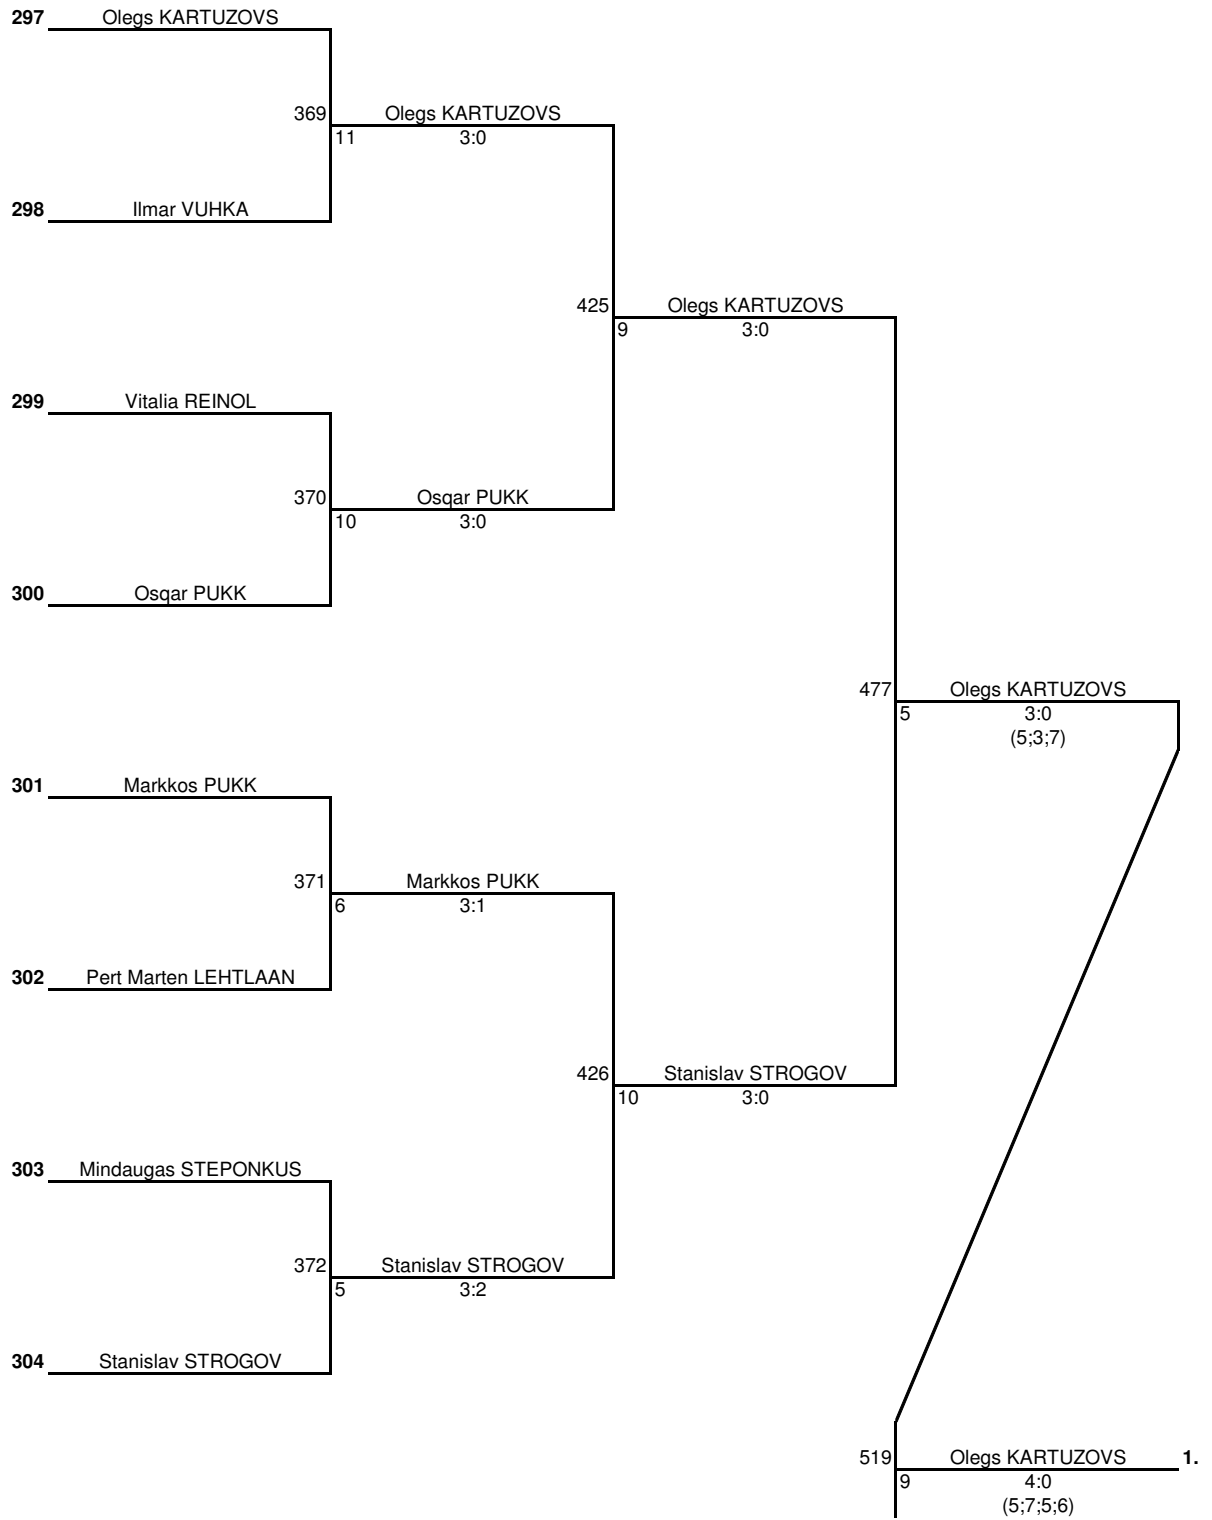 297 Olegs KARTUZOVS
369 Olegs KARTUZOVS
11 3:0
298 Ilmar VUHKA
425 Olegs KARTUZOVS
9 3:0
299 Vitalia REINOL
370 Osqar PUKK
10 3:0
300 Osqar PUKK
477 Olegs KARTUZOVS
5 3:0
(5;3;7)
301 Markkos PUKK
371 Markkos PUKK
6 3:1
302 Pert Marten LEHTLAAN
426 Stanislav STROGOV
10 3:0
303 Mindaugas STEPONKUS
372 Stanislav STROGOV
5 3:2
304 Stanislav STROGOV
519 Olegs KARTUZOVS 1.
9 4:0
(5;7;5;6)